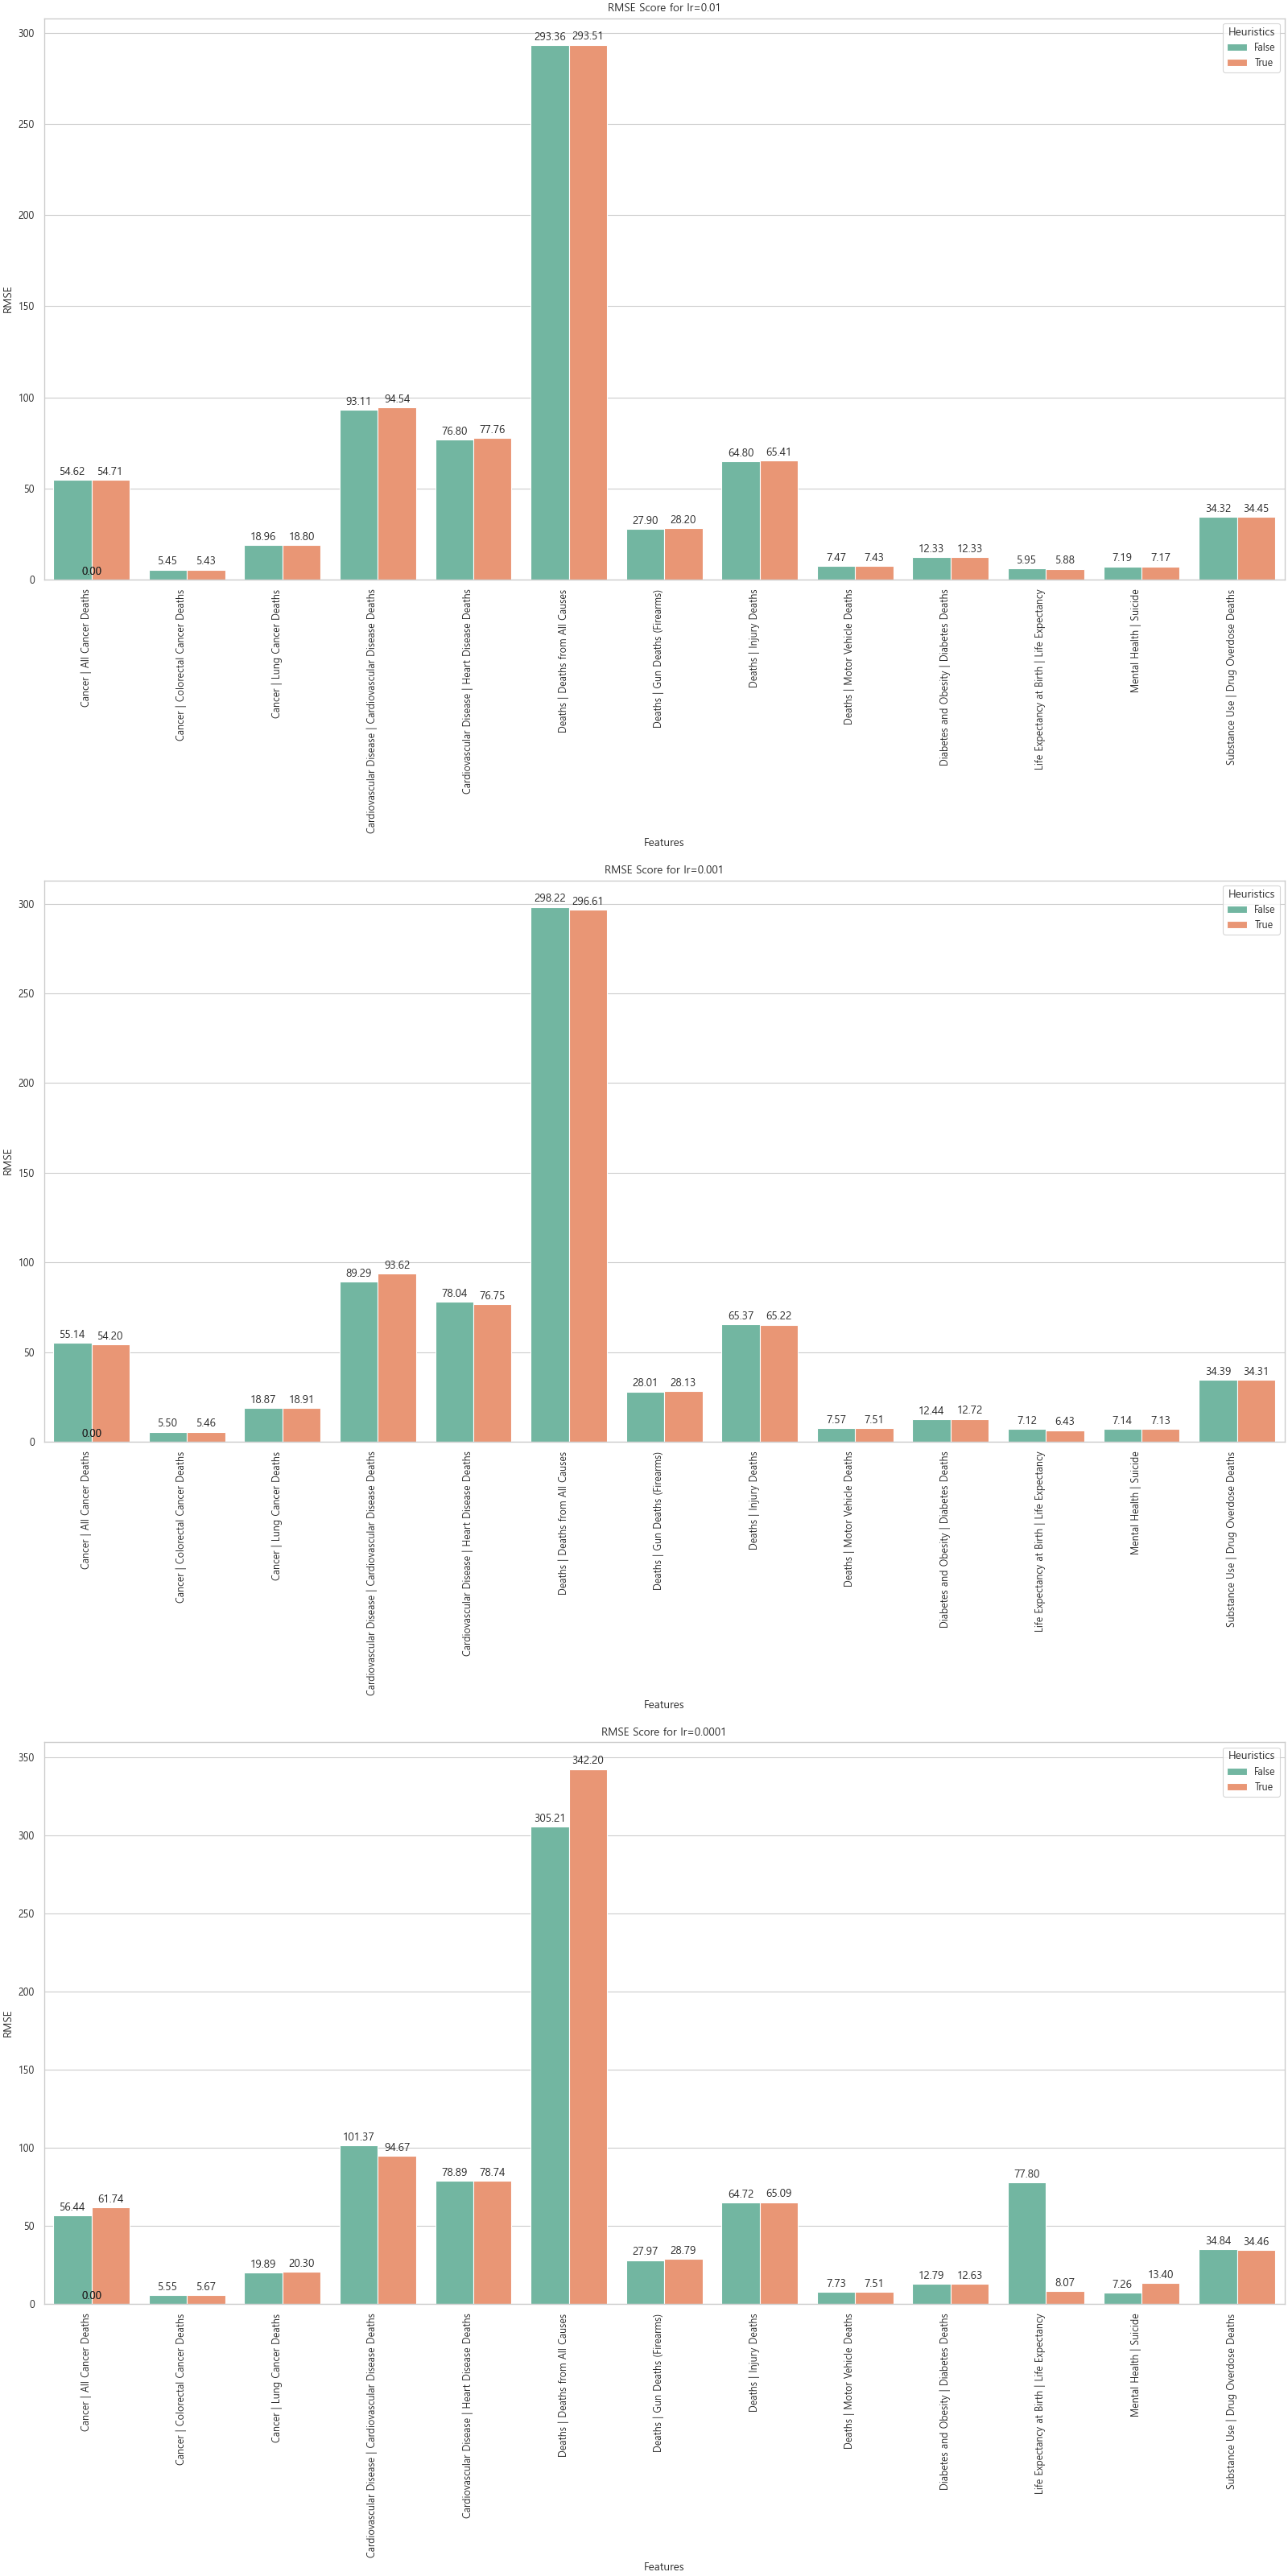 RMSE Score for lr=0.01
Heuristics
False
True
RMSE
300
250
200
150
100
50
0
54.62 54.71
0.00
5.45 5.43
18.96 18.80
93.11 94.54
76.80 77.76
293.36 293.51
27.90 28.20
64.80 65.41
7.47 7.43
12.33 12.33
5.95 5.88
7.19 7.17
34.32 34.45
Cancer | All Cancer Deaths
Cancer | Colorectal Cancer Deaths
Cancer | Lung Cancer Deaths
Cardiovascular Disease | Cardiovascular Disease Deaths
Cardiovascular Disease | Heart Disease Deaths
Deaths | Deaths from All Causes
Deaths | Gun Deaths (Firearms)
Deaths | Injury Deaths
Deaths | Motor Vehicle Deaths
Diabetes and Obesity | Diabetes Deaths
Life Expectancy at Birth | Life Expectancy
Mental Health | Suicide
Substance Use | Drug Overdose Deaths
Features
RMSE Score for lr=0.001
Heuristics
False
True
RMSE
300
250
200
150
100
50
0
55.14 54.20
0.00
5.50 5.46
18.87 18.91
89.29 93.62
78.04 76.75
298.22 296.61
28.01 28.13
65.37 65.22
7.57 7.51
12.44 12.72
7.12 6.43
7.14 7.13
34.39 34.31
Cancer | All Cancer Deaths
Cancer | Colorectal Cancer Deaths
Cancer | Lung Cancer Deaths
Cardiovascular Disease | Cardiovascular Disease Deaths
Cardiovascular Disease | Heart Disease Deaths
Deaths | Deaths from All Causes
Deaths | Gun Deaths (Firearms)
Deaths | Injury Deaths
Deaths | Motor Vehicle Deaths
Diabetes and Obesity | Diabetes Deaths
Life Expectancy at Birth | Life Expectancy
Mental Health | Suicide
Substance Use | Drug Overdose Deaths
Features
RMSE Score for lr=0.0001
Heuristics
False
True
RMSE
350
300
250
200
150
100
50
0
56.44 61.74
0.00
5.55 5.67
19.89 20.30
101.37 94.67
78.89 78.74
305.21 342.20
27.97 28.79
64.72 65.09
7.73 7.51
12.79 12.63
77.80 8.07
7.26 13.40
34.84 34.46
Cancer | All Cancer Deaths
Cancer | Colorectal Cancer Deaths
Cancer | Lung Cancer Deaths
Cardiovascular Disease | Cardiovascular Disease Deaths
Cardiovascular Disease | Heart Disease Deaths
Deaths | Deaths from All Causes
Deaths | Gun Deaths (Firearms)
Deaths | Injury Deaths
Deaths | Motor Vehicle Deaths
Diabetes and Obesity | Diabetes Deaths
Life Expectancy at Birth | Life Expectancy
Mental Health | Suicide
Substance Use | Drug Overdose Deaths
Features